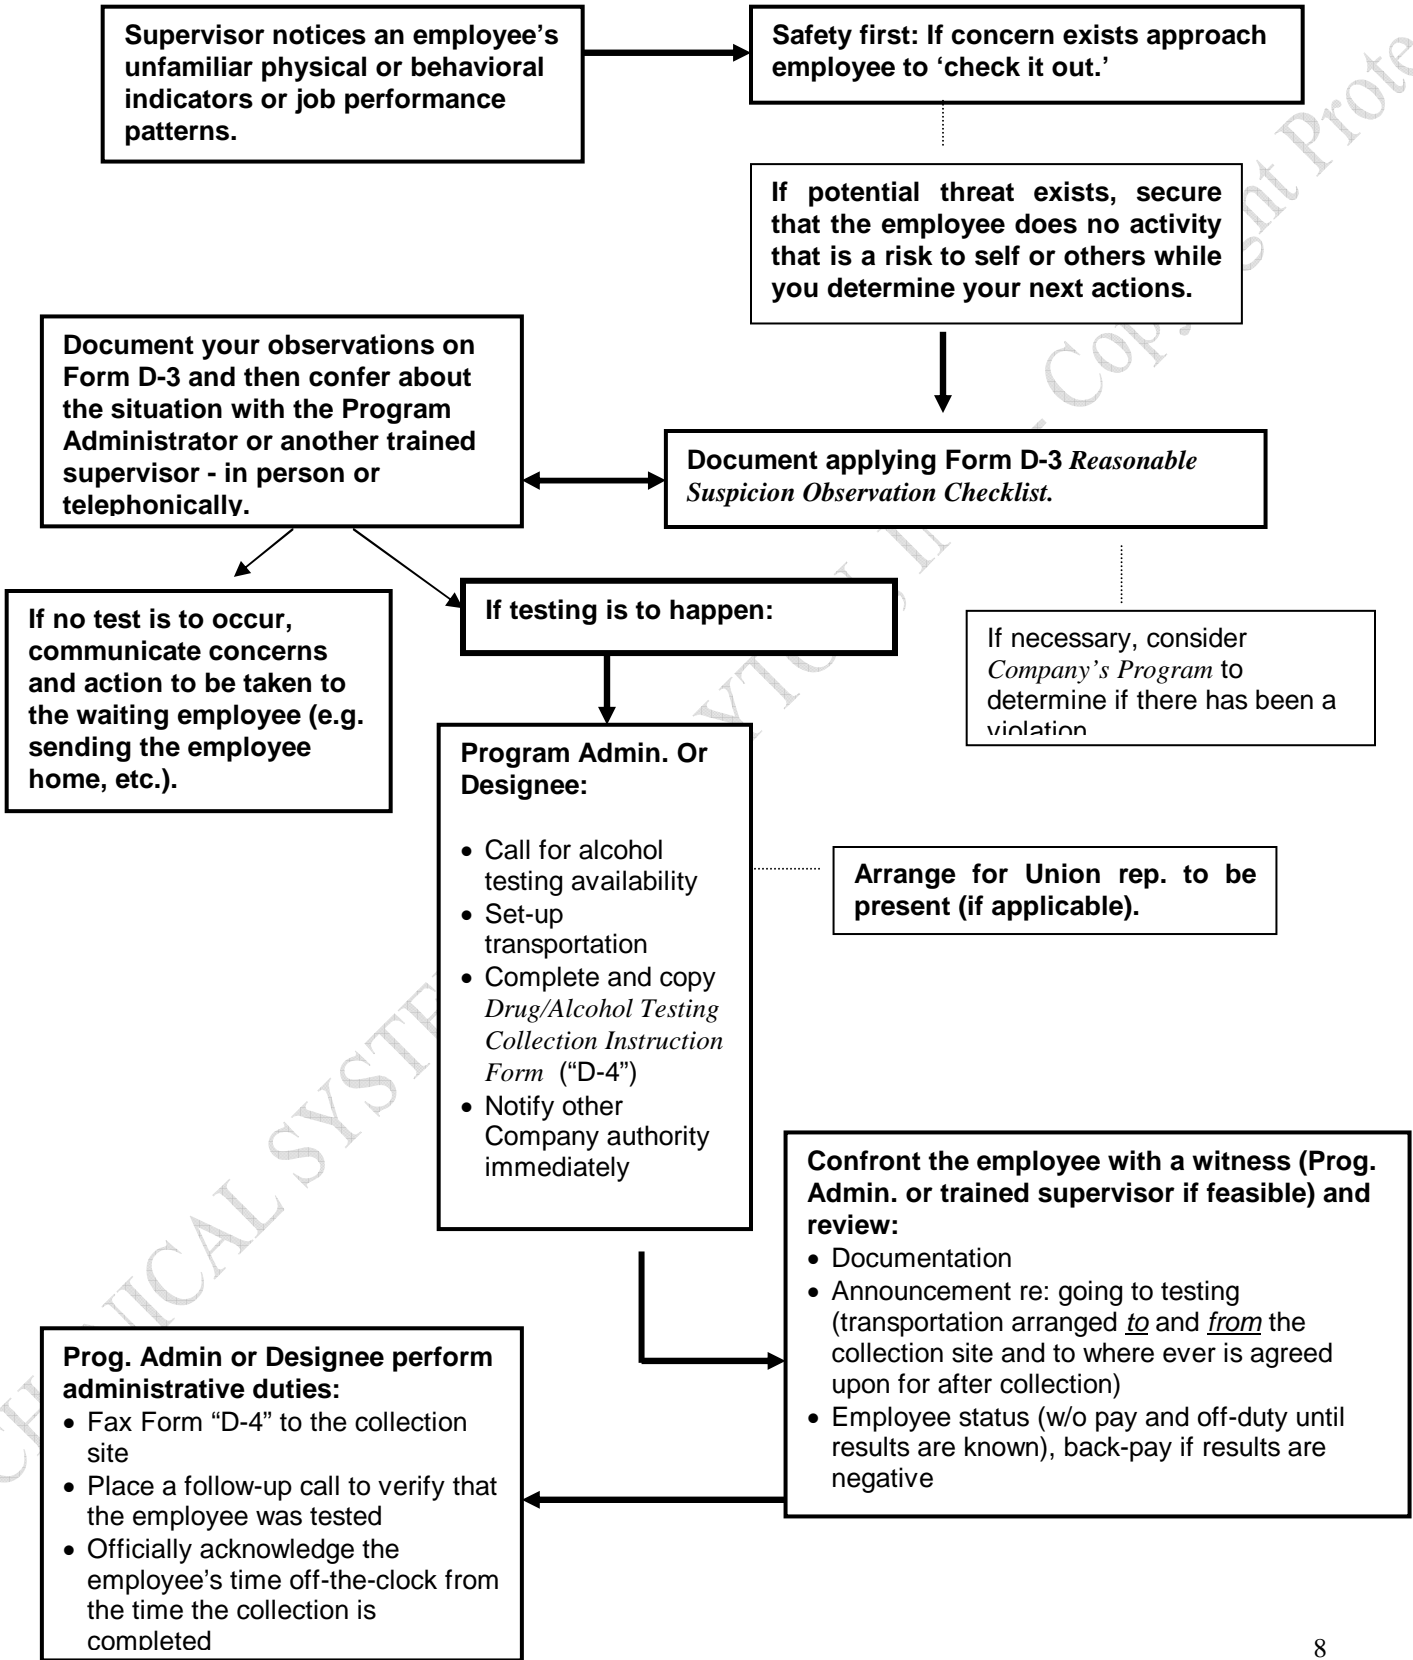 Supervisor notices an employee's
unfamiliar physical or behavioral
indicators or job performance
patterns.
Safety first: If concern exists approach
employee to 'check it out.'
If potential threat exists, secure
that the employee does no activity
that is a risk to self or others while
you determine your next actions.
Document your observations on
Form D-3 and then confer about
the situation with the Program
Administrator or another trained
supervisor - in person or
telephonically.
Document applying Form D-3 Reasonable
Suspicion Observation Checklist.
If no test is to occur,
communicate concerns
and action to be taken to
the waiting employee (e.g.
sending the employee
home, etc.).
If testing is to happen:
If necessary, consider
Company's Program to
determine if there has been a
violation
Program Admin. Or
Designee:
• Call for alcohol
testing availability
• Set-up
transportation
• Complete and copy
Drug/Alcohol Testing
Collection Instruction
Form ("D-4")
• Notify other
Company authority
immediately
Arrange for Union rep. to be
present (if applicable).
Confront the employee with a witness (Prog.
Admin. or trained supervisor if feasible) and
review:
• Documentation
• Announcement re: going to testing
(transportation arranged to and from the
collection site and to where ever is agreed
upon for after collection)
• Employee status (w/o pay and off-duty until
results are known), back-pay if results are
negative
Prog. Admin or Designee perform
administrative duties:
• Fax Form "D-4" to the collection
site
• Place a follow-up call to verify that
the employee was tested
• Officially acknowledge the
employee's time off-the-clock from
the time the collection is
completed
8